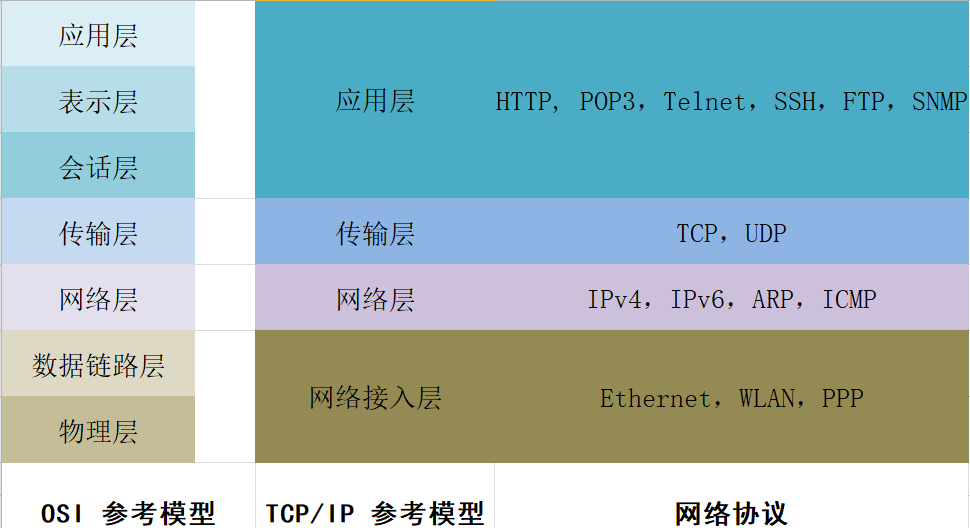 应用层
表示层
应用层
HTTP, POP3，Telnet，SSH，FTP，SNMP
会话层
传输层
传输层
TCP，UDP
网络层
网络层
IPv4，IPv6，ARP，ICMP
数据链路层
网络接入层
Ethernet，WLAN，PPP
物理层
OSI 参考模型
TCP/IP 参考模型
网络协议